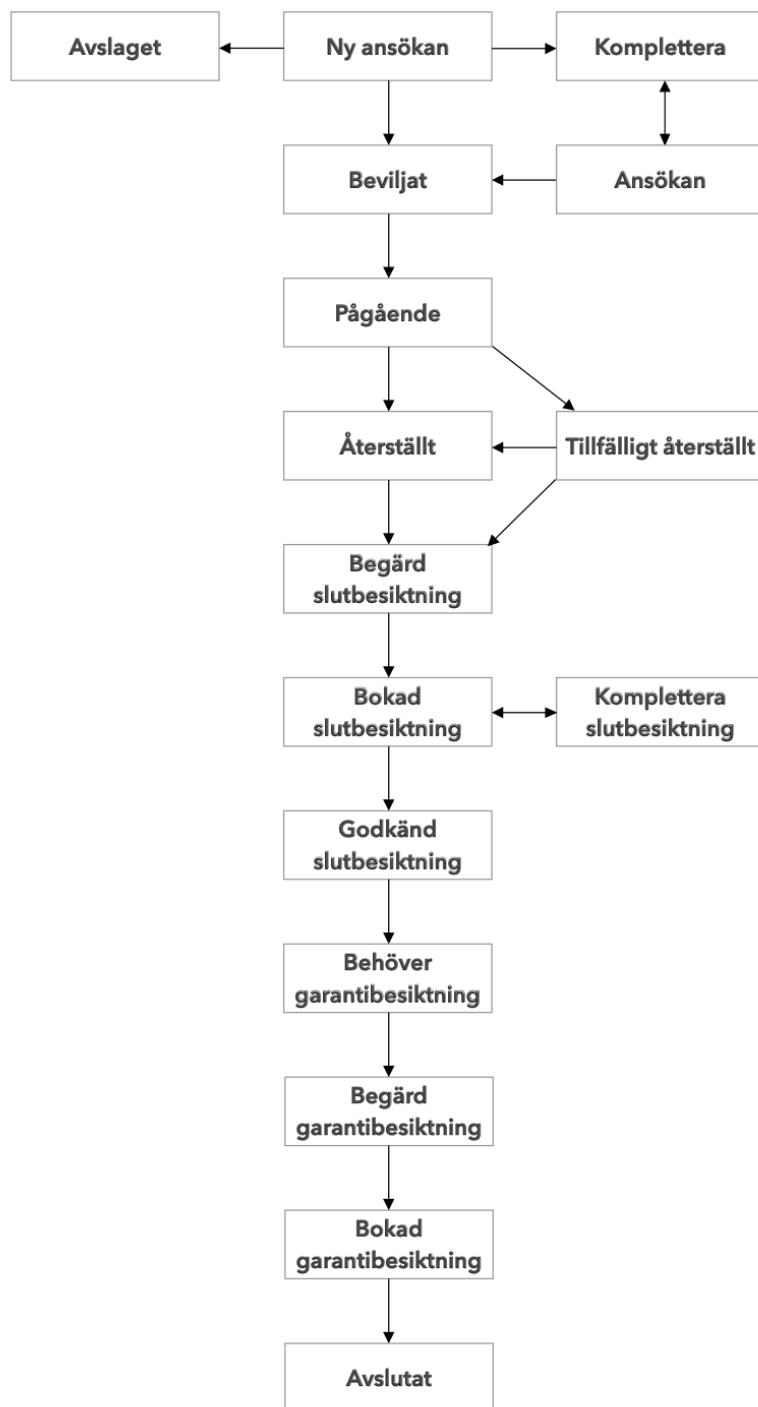 Avslaget
Ny ansökan
Komplettera
Beviljat
Ansökan
Pågående
Återställt
Tillfälligt återställt
Begärd
slutbesiktning
Bokad
slutbesiktning
Komplettera
slutbesiktning
Godkänd
slutbesiktning
Behöver
garantibesiktning
Begärd
garantibesiktning
Bokad
garantibesiktning
Avslutat